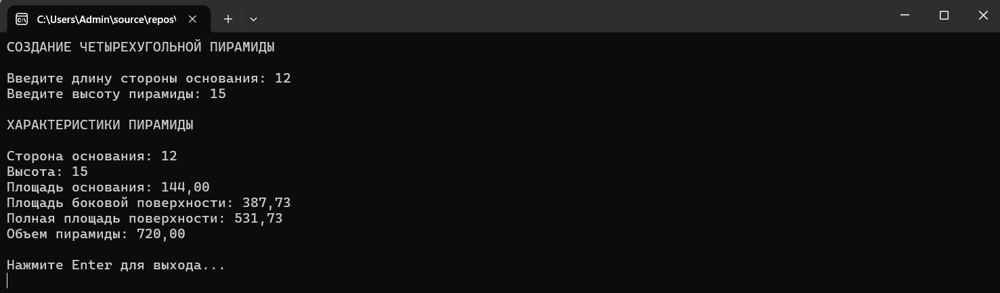 C:\Users\Admin\source\repos\
СОЗДАНИЕ ЧЕТЫРЕХУГОЛЬНОЙ ПИРАМИДЫ
Введите длину стороны основания: 12
Введите высоту пирамиды: 15
ХАРАКТЕРИСТИКИ ПИРАМИДЫ
Сторона основания: 12
Высота: 15
Площадь основания: 144,00
Площадь боковой поверхности: 387,73
Полная площадь поверхности: 531,73
Объем пирамиды: 720,00
Нажмите Enter для выхода...